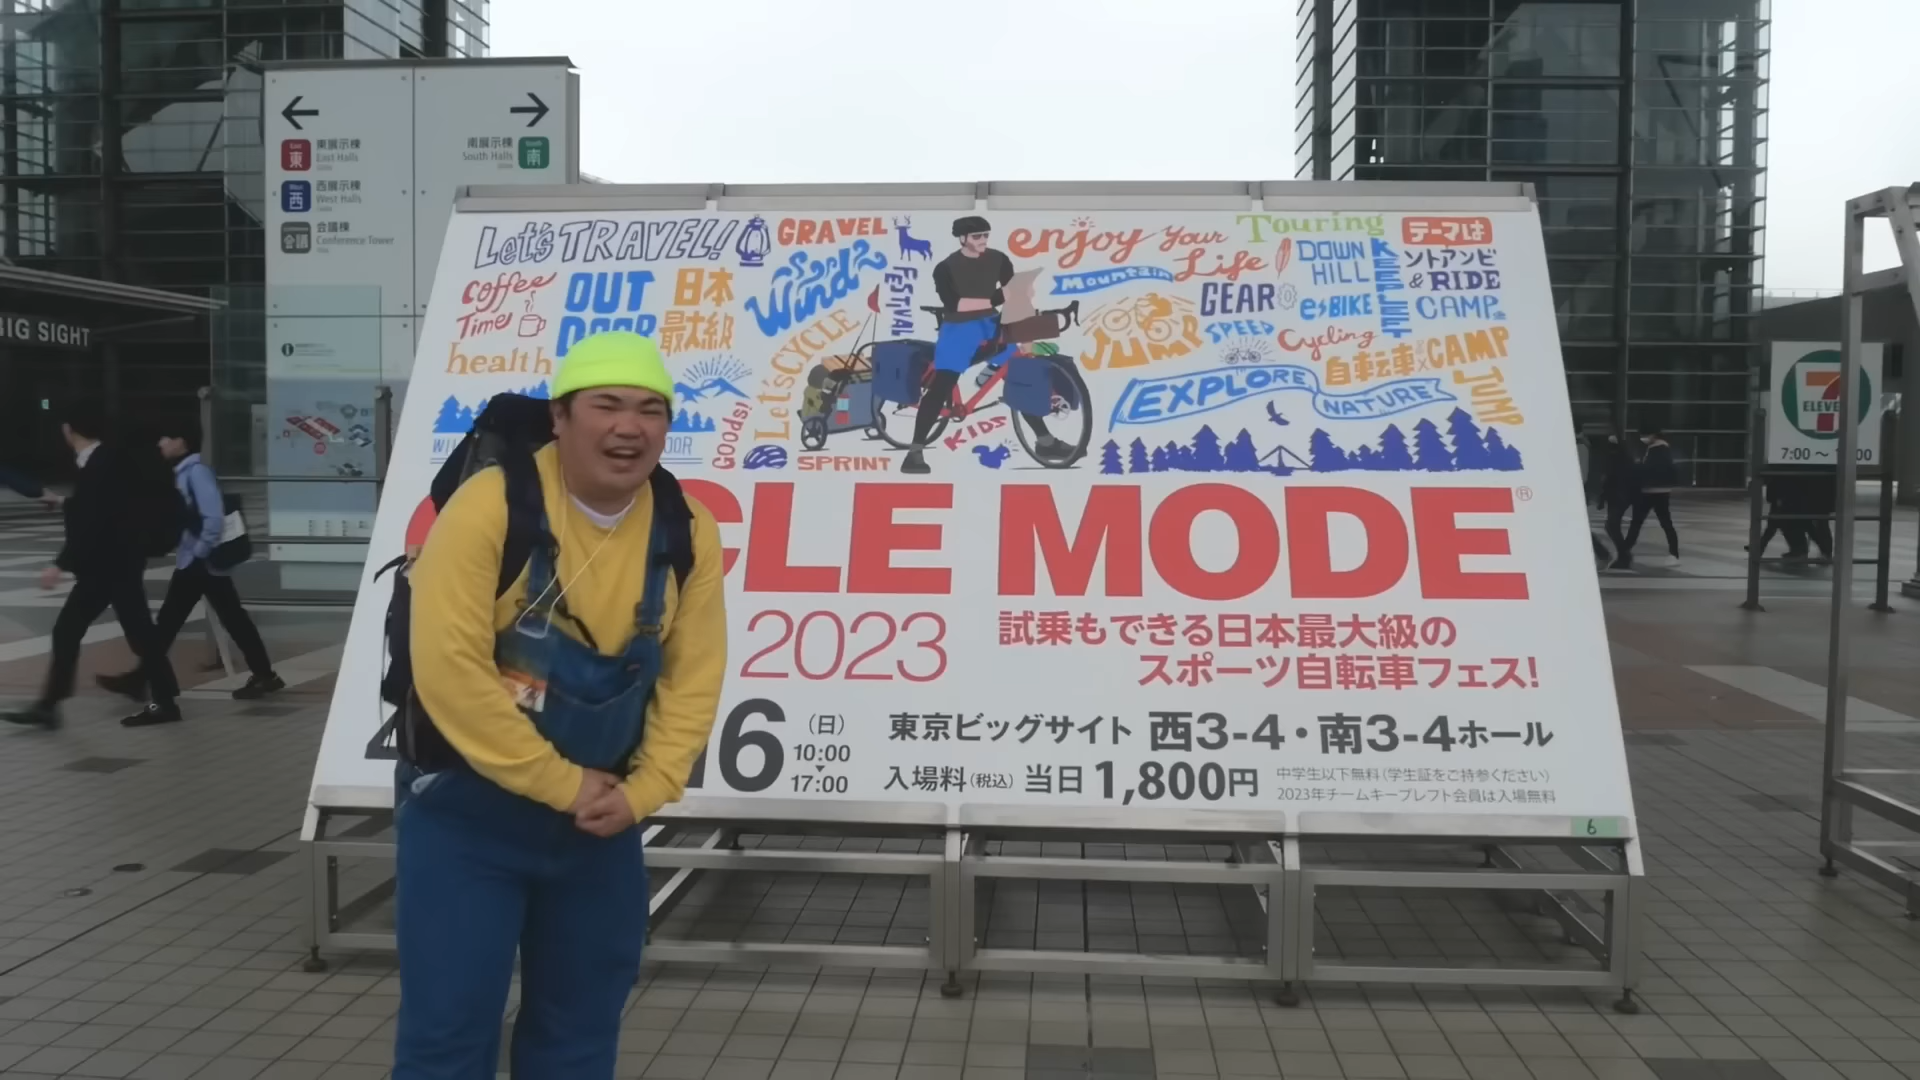 東展示棟
East Halls
西展示棟
West Halls
会議棟
Conference Tower
南展示棟
South Halls
BIG SIGHT
Let's TRAVEL!
GRAVEL
enjoy your Life
Touring
テーマは
ントアンビ
& RIDE
DOWN HILL
KEEP LEFT
coffee Time
OUT DOOR
日本最大級
Wind
FESTIVAL
Mountain
GEAR
e-BIKE
CAMP
SPEED
JUMP
Cycling
自転車×CAMP
health
Let's CYCLE
EXPLORE NATURE
JUMP
Goods!
KIDS
SPRINT
CLE MODE®
2023
試乗もできる日本最大級の
スポーツ自転車フェス!
16(日)
10:00
17:00
東京ビッグサイト 西3-4・南3-4ホール
入場料(税込)当日1,800円
中学生以下無料(学生証をご持参ください)
2023年チームキープレフト会員は入場無料
6
7
ELEVEN
7:00~